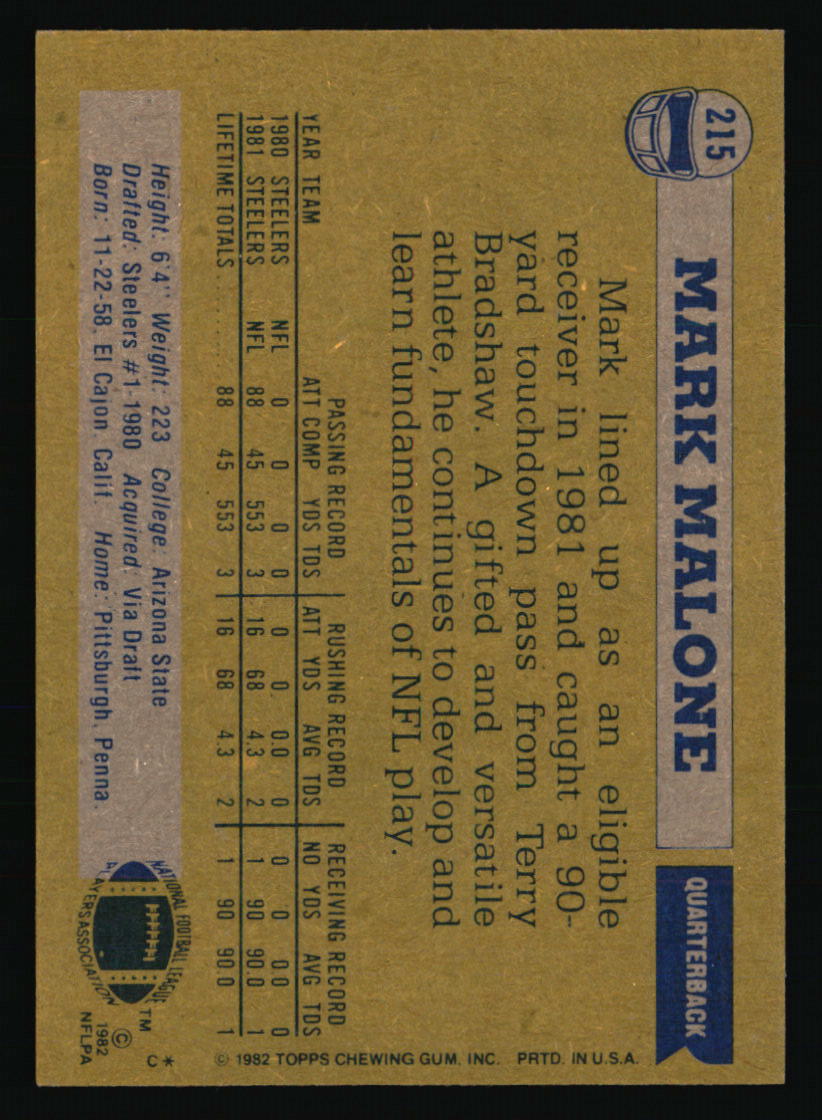 215
MARK MALONE
QUARTERBACK
Mark lined up as an eligible
receiver in 1981 and caught a 90-
yard touchdown pass from Terry
Bradshaw. A gifted and versatile
athlete, he continues to develop and
learn fundamentals of NFL play.
PASSING RECORD RUSHING RECORD RECEIVING RECORD
YEAR TEAM ATT COMP YDS TDS ATT YDS AVG TDS NO YDS AVG TDS
1980 STEELERS NFL 0 0 0 0 0 0 0.0 0 0 0 0.0 0
1981 STEELERS NFL 88 45 553 3 16 68 4.3 2 1 90 90.0 1
LIFETIME TOTALS........ 88 45 553 3 16 68 4.3 2 1 90 90.0 1
Height: 6'4" Weight: 223 College: Arizona State
Drafted: Steelers #1-1980 Acquired: Via Draft
Born: 11-22-58, El Cajon, Calif. Home: Pittsburgh, Penna.
NATIONAL FOOTBALL LEAGUE
PLAYERS ASSOCIATION
TM
©
1982
NFLPA
C*
© 1982 TOPPS CHEWING GUM, INC. PRTD. IN U.S.A.